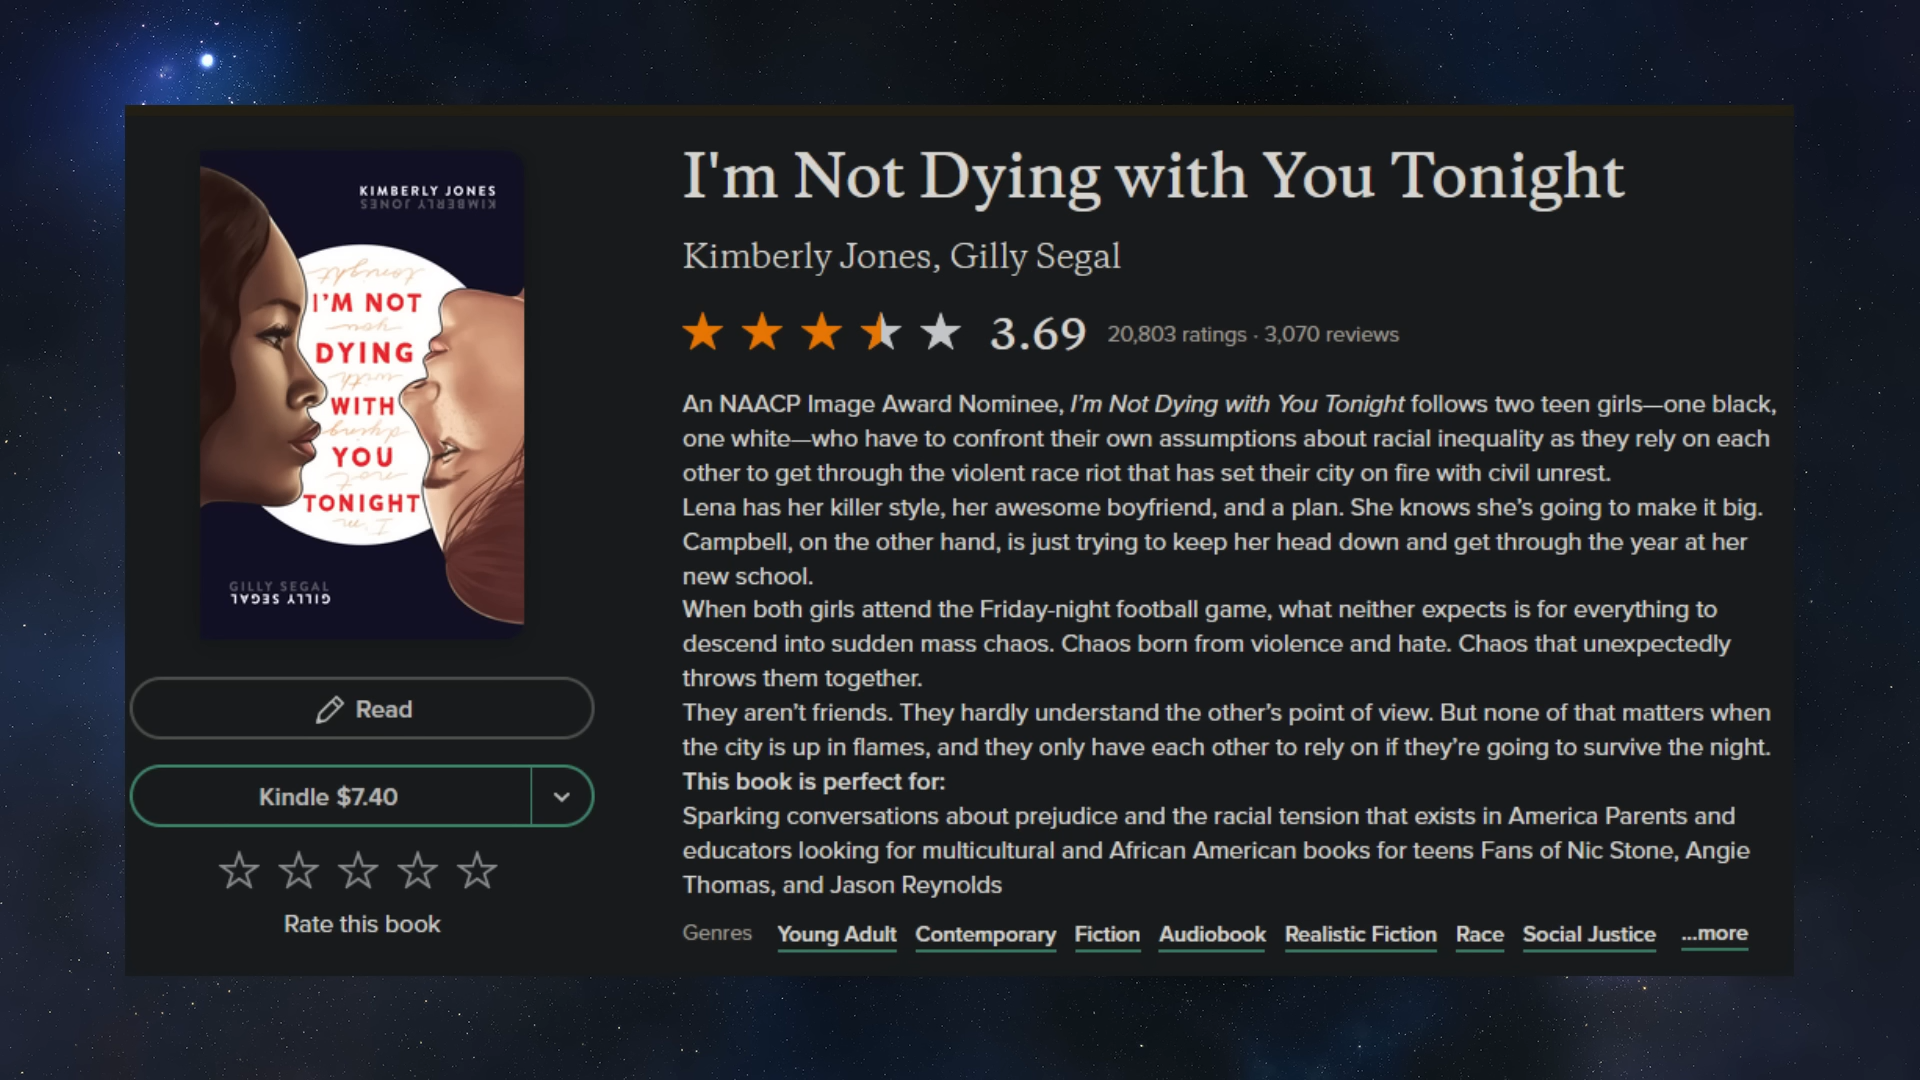 KIMBERLY JONES
KIMBERLY JONES
tonight
I'M NOT
you
DYING
with
WITH
dying
YOU
not
TONIGHT
I'm
GILLY SEGAL
GILLY SEGAL
Read
Kindle $7.40
Rate this book
I'm Not Dying with You Tonight
Kimberly Jones, Gilly Segal
3.69 20,803 ratings · 3,070 reviews
An NAACP Image Award Nominee, I’m Not Dying with You Tonight follows two teen girls—one black,
one white—who have to confront their own assumptions about racial inequality as they rely on each
other to get through the violent race riot that has set their city on fire with civil unrest.
Lena has her killer style, her awesome boyfriend, and a plan. She knows she’s going to make it big.
Campbell, on the other hand, is just trying to keep her head down and get through the year at her
new school.
When both girls attend the Friday-night football game, what neither expects is for everything to
descend into sudden mass chaos. Chaos born from violence and hate. Chaos that unexpectedly
throws them together.
They aren’t friends. They hardly understand the other’s point of view. But none of that matters when
the city is up in flames, and they only have each other to rely on if they’re going to survive the night.
This book is perfect for:
Sparking conversations about prejudice and the racial tension that exists in America Parents and
educators looking for multicultural and African American books for teens Fans of Nic Stone, Angie
Thomas, and Jason Reynolds
Genres Young Adult Contemporary Fiction Audiobook Realistic Fiction Race Social Justice ...more